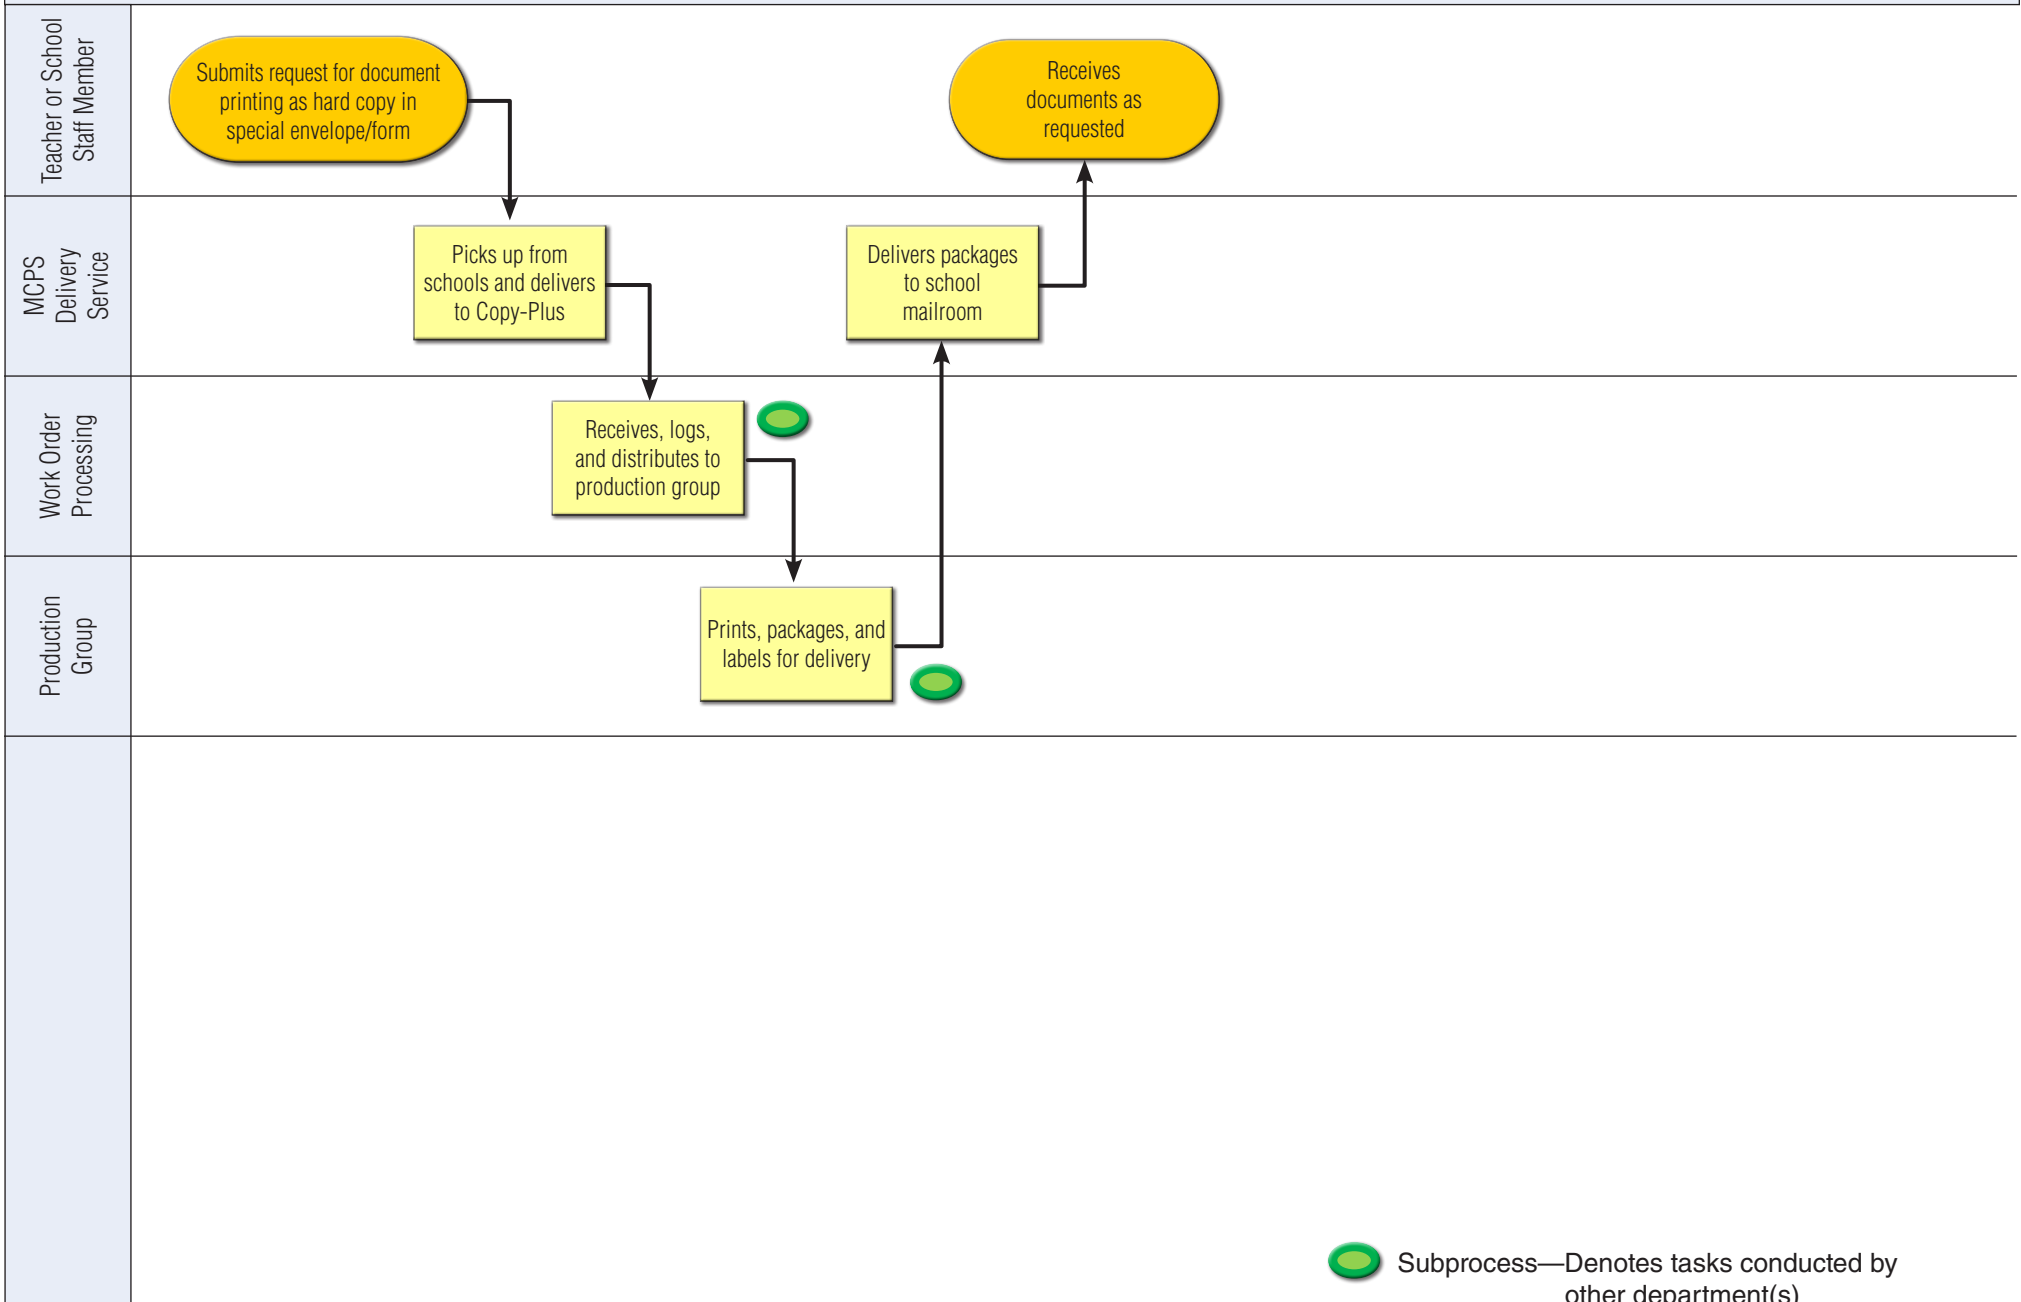 Teacher or School
Staff Member
Submits request for document
printing as hard copy in
special envelope/form
Receives
documents as
requested
MCPS
Delivery
Service
Picks up from
schools and delivers
to Copy-Plus
Delivers packages
to school
mailroom
Work Order
Processing
Receives, logs,
and distributes to
production group
Production
Group
Prints, packages, and
labels for delivery
Subprocess—Denotes tasks conducted by
other department(s)